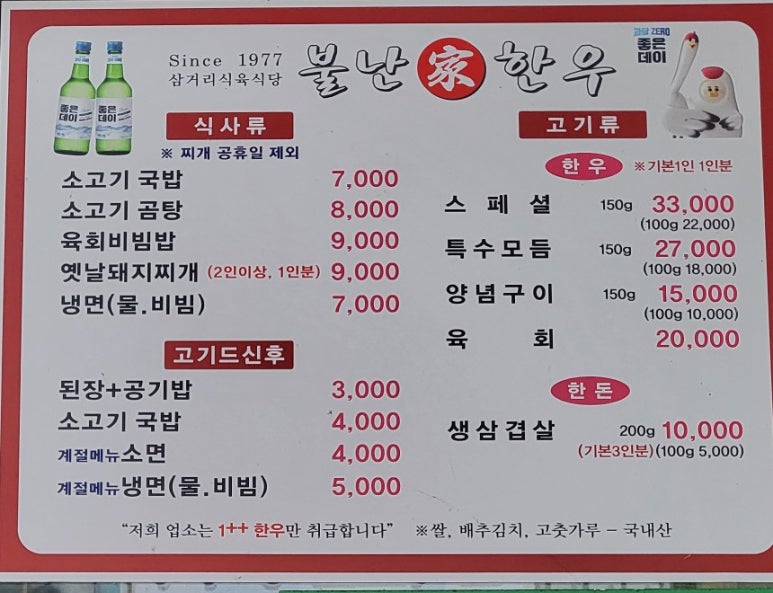 Since 1977
삼거리식육식당
불난家한우
좋은
데이
좋은
데이
과당 ZERO
좋은
데이
식사류
※ 찌개 공휴일 제외
소고기 국밥 7,000
소고기 곰탕 8,000
육회비빔밥 9,000
옛날돼지찌개 (2인이상, 1인분) 9,000
냉면(물.비빔) 7,000
고기드신후
된장+공기밥 3,000
소고기 국밥 4,000
계절메뉴 소면 4,000
계절메뉴 냉면(물.비빔) 5,000
고기류
한우 ※기본1인 1인분
스페셜 150g 33,000
(100g 22,000)
특수모듬 150g 27,000
(100g 18,000)
양념구이 150g 15,000
(100g 10,000)
육회 20,000
한돈
생삼겹살 200g 10,000
(기본3인분)(100g 5,000)
"저희 업소는 1++ 한우만 취급합니다" ※쌀, 배추김치, 고춧가루 - 국내산